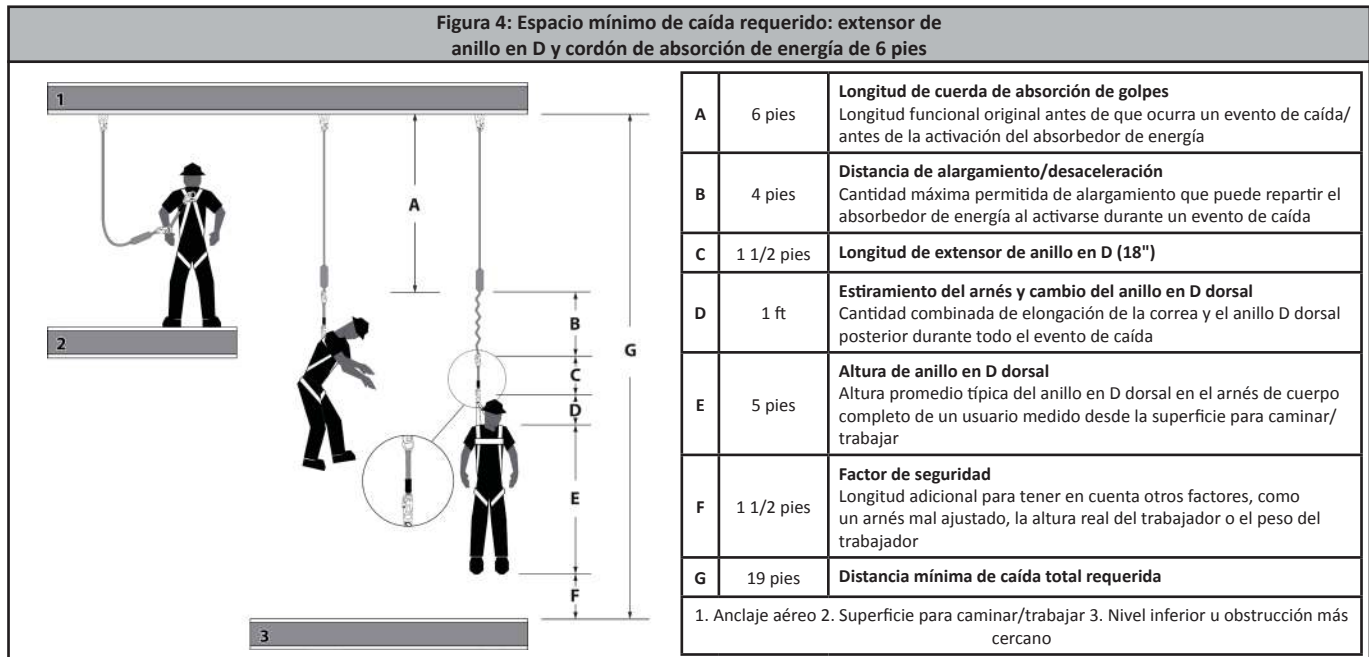 Figura 4: Espacio mínimo de caída requerido: extensor de
anillo en D y cordón de absorción de energía de 6 pies
1
2
3
A
B
C
D
E
F
G
A 6 pies Longitud de cuerda de absorción de golpes
Longitud funcional original antes de que ocurra un evento de caída/
antes de la activación del absorbedor de energía
B 4 pies Distancia de alargamiento/desaceleración
Cantidad máxima permitida de alargamiento que puede repartir el
absorbedor de energía al activarse durante un evento de caída
C 1 1/2 pies Longitud de extensor de anillo en D (18")
D 1 ft Estiramiento del arnés y cambio del anillo en D dorsal
Cantidad combinada de elongación de la correa y el anillo D dorsal
posterior durante todo el evento de caída
E 5 pies Altura de anillo en D dorsal
Altura promedio típica del anillo en D dorsal en el arnés de cuerpo
completo de un usuario medido desde la superficie para caminar/
trabajar
F 1 1/2 pies Factor de seguridad
Longitud adicional para tener en cuenta otros factores, como
un arnés mal ajustado, la altura real del trabajador o el peso del
trabajador
G 19 pies Distancia mínima de caída total requerida
1. Anclaje aéreo 2. Superficie para caminar/trabajar 3. Nivel inferior u obstrucción más
cercano